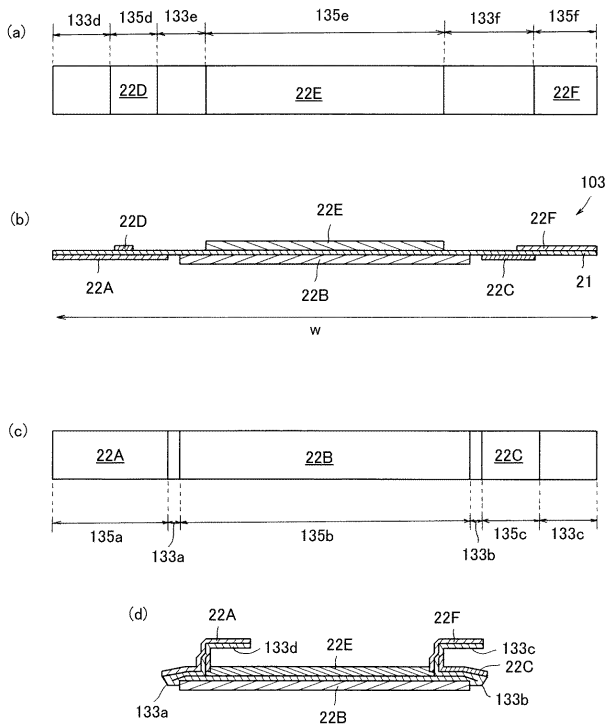 133d 135d 133e 135e 133f 135f
(a)
22D 22E 22F
103
(b)
22D 22E 22F
22A 22B 22C 21
w
(c)
22A 22B 22C
135a 133a 135b 133b 135c 133c
(d)
22A 22F
133d 22E 133c
22C
133a 22B 133b